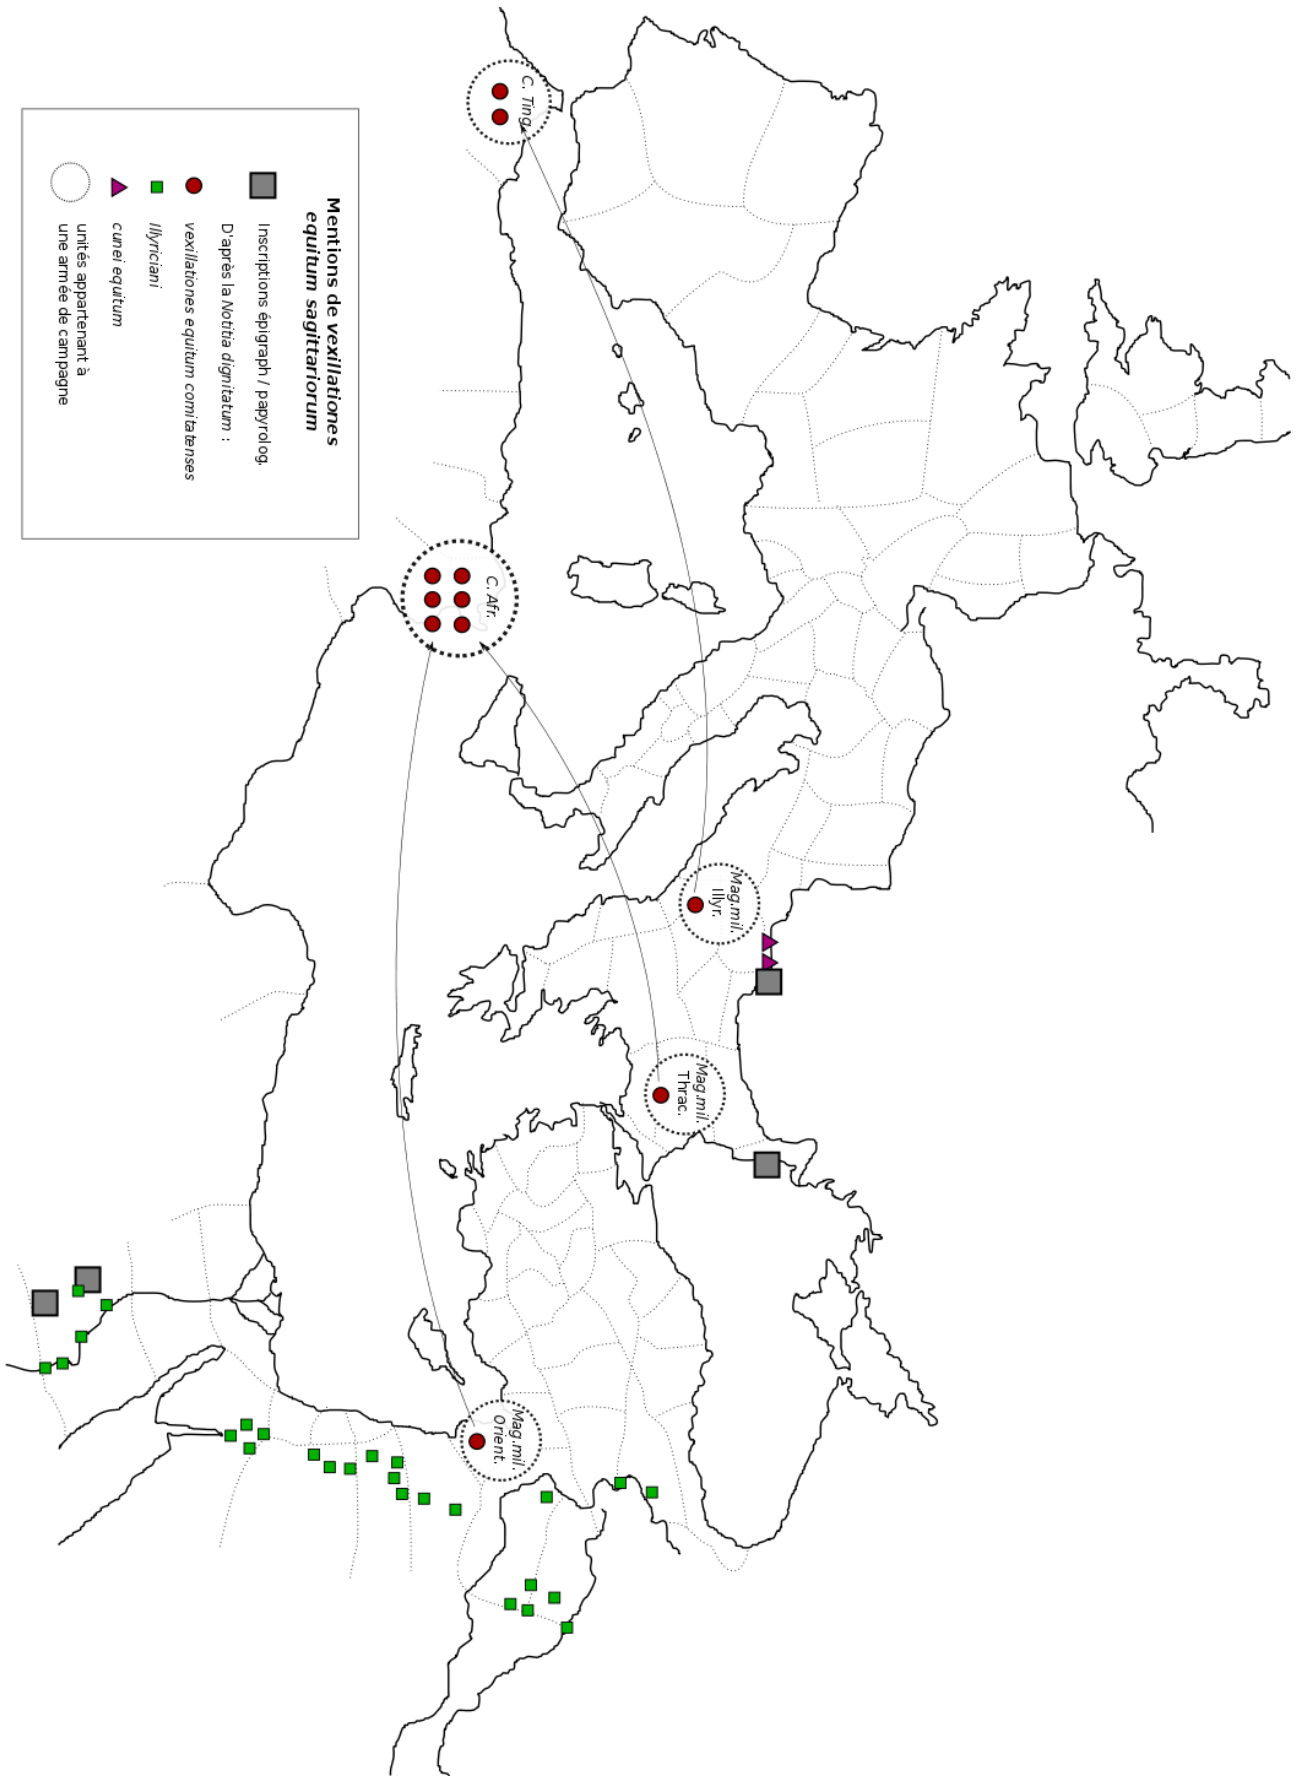 Mentions de vexillationes
equitum sagittariorum
Inscriptions épigraph / papyrolog.
D'après la Notitia dignitatum :
vexillationes equitum comitatenses
Illyriciani
cunei equitum
unités appartenant à
une armée de campagne
C. Ting.
C. Afr.
Mag.mil.
Illyr.
Mag.mil.
Thrac.
Mag.mil.
Orient.